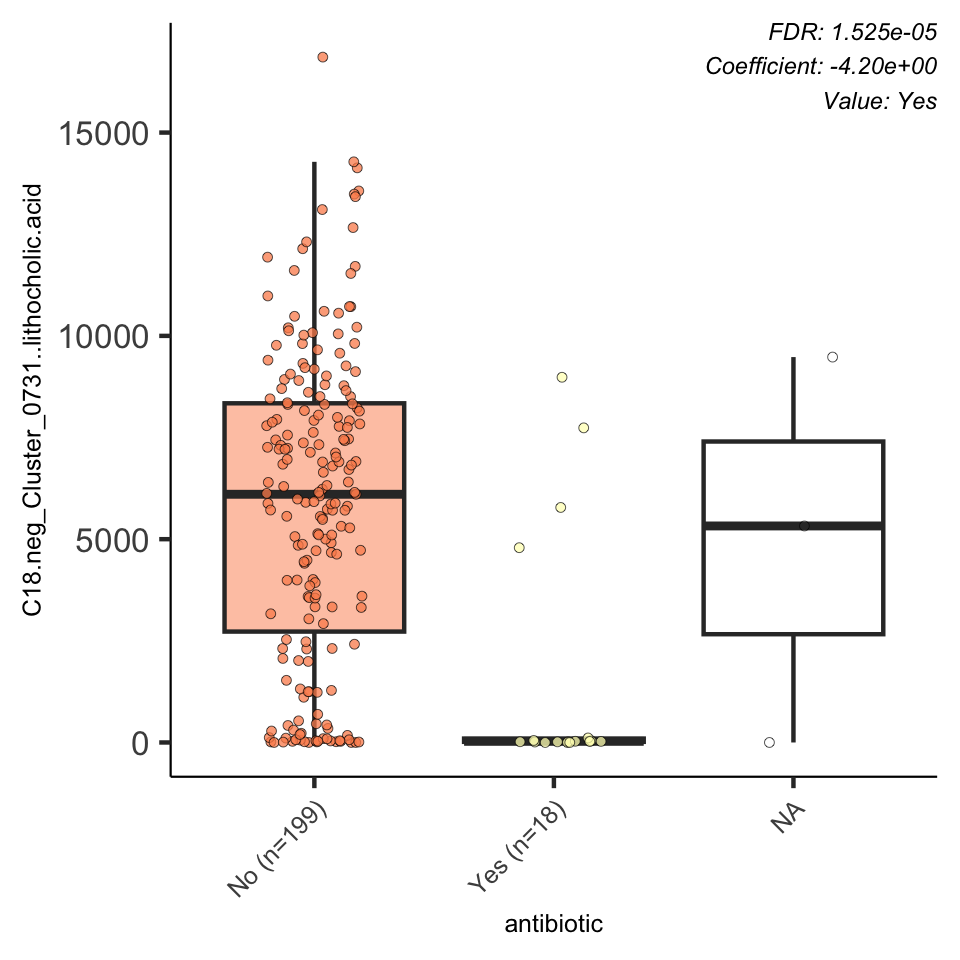 FDR: 1.525e-05
Coefficient: -4.20e+00
Value: Yes
C18.neg_Cluster_0731..lithocholic.acid
15000
10000
5000
0
No (n=199)
Yes (n=18)
NA
antibiotic